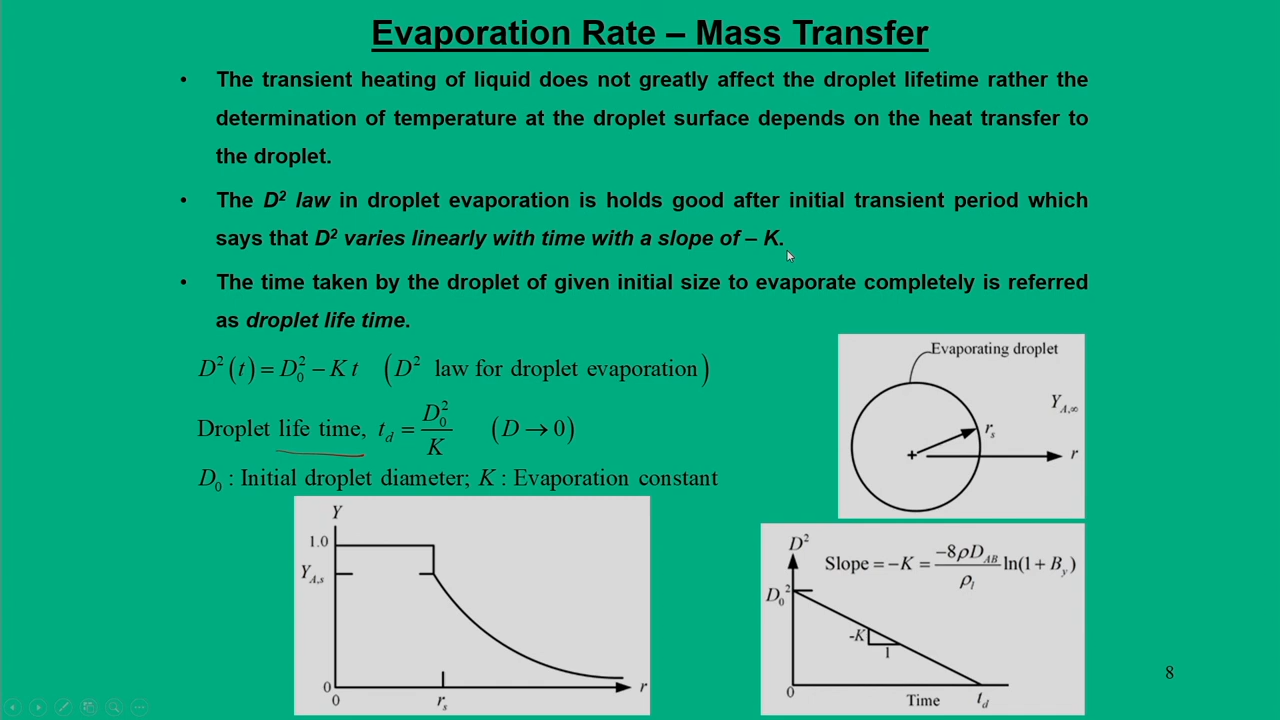 Evaporation Rate – Mass Transfer
• The transient heating of liquid does not greatly affect the droplet lifetime rather the
determination of temperature at the droplet surface depends on the heat transfer to
the droplet.
• The D² law in droplet evaporation is holds good after initial transient period which
says that D² varies linearly with time with a slope of – K.
• The time taken by the droplet of given initial size to evaporate completely is referred
as droplet life time.
D²(t) = D₀² – K t (D² law for droplet evaporation)
Droplet life time, t_d = D₀²/K (D → 0)
D₀ : Initial droplet diameter; K : Evaporation constant
Evaporating droplet
Y_A,∞
r_s
r
Y
1.0
Y_A,s
0
0
r_s
r
D²
Slope = –K = –8ρD_AB/ρ_l ln(1 + B_y)
D₀²
-K
1
0
Time
t_d
8